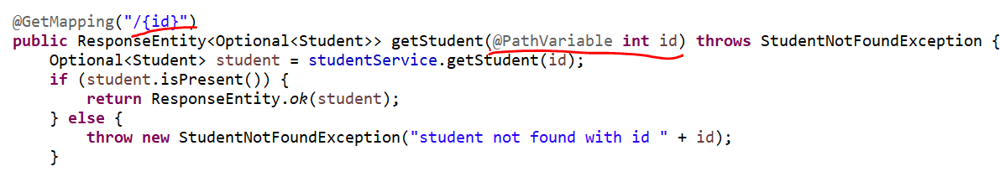 @GetMapping("/{id}")
public ResponseEntity<Optional<Student>> getStudent(@PathVariable int id) throws StudentNotFoundException {
    Optional<Student> student = studentService.getStudent(id);
    if (student.isPresent()) {
        return ResponseEntity.ok(student);
    } else {
        throw new StudentNotFoundException("student not found with id " + id);
    }